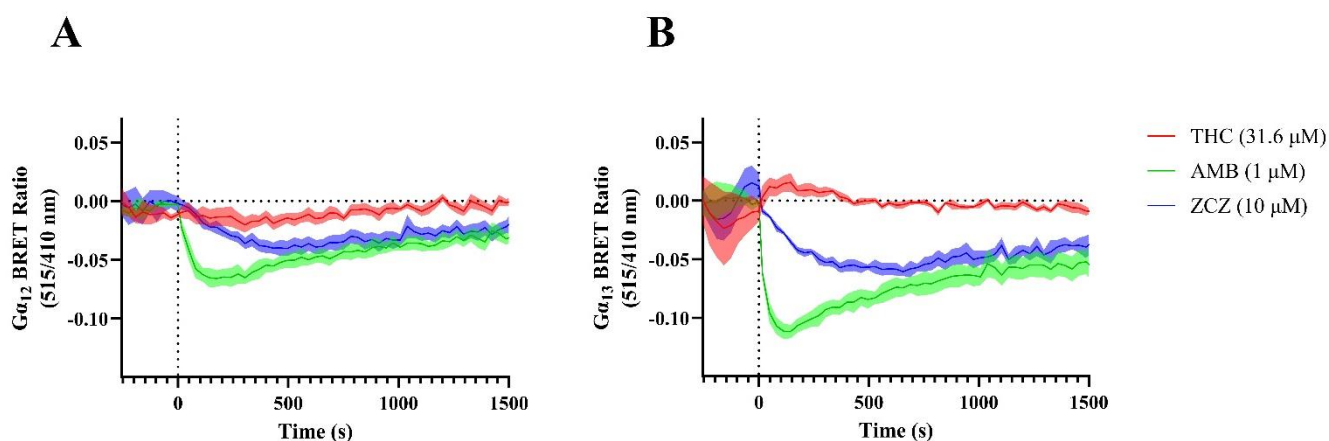 A
B
Gα12 BRET Ratio
(515/410 nm)
0.05
0.00
-0.05
-0.10
0
500
1000
1500
Time (s)
Gα13 BRET Ratio
(515/410 nm)
0.05
0.00
-0.05
-0.10
0
500
1000
1500
Time (s)
THC (31.6 µM)
AMB (1 µM)
ZCZ (10 µM)